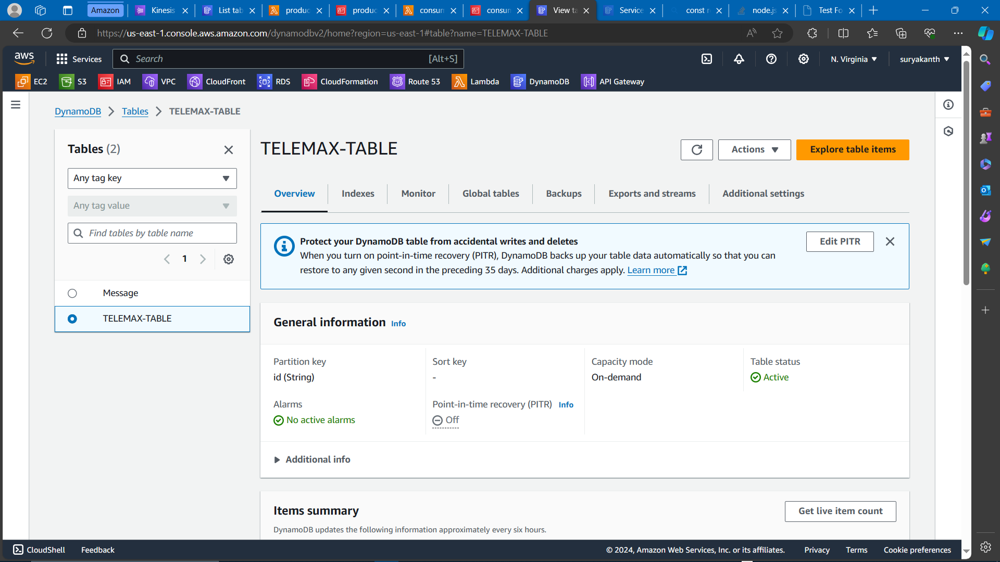 Amazon
Kinesis
List tab
produc
produc
consum
consum
View ta
Service
const r
node.js
Test Fo
https://us-east-1.console.aws.amazon.com/dynamodbv2/home?region=us-east-1#table?name=TELEMAX-TABLE
aws
Services
Search
[Alt+S]
N. Virginia
suryakanth
EC2
S3
IAM
VPC
CloudFront
RDS
CloudFormation
Route 53
Lambda
DynamoDB
API Gateway
DynamoDB
Tables
TELEMAX-TABLE
Tables (2)
Any tag key
Any tag value
Find tables by table name
1
Message
TELEMAX-TABLE
TELEMAX-TABLE
Actions
Explore table items
Overview
Indexes
Monitor
Global tables
Backups
Exports and streams
Additional settings
Protect your DynamoDB table from accidental writes and deletes
When you turn on point-in-time recovery (PITR), DynamoDB backs up your table data automatically so that you can
restore to any given second in the preceding 35 days. Additional charges apply. Learn more
Edit PITR
General information Info
Partition key
id (String)
Sort key
-
Capacity mode
On-demand
Table status
Active
Alarms
No active alarms
Point-in-time recovery (PITR) Info
Off
Additional info
Items summary
Get live item count
DynamoDB updates the following information approximately every six hours.
CloudShell
Feedback
© 2024, Amazon Web Services, Inc. or its affiliates.
Privacy
Terms
Cookie preferences